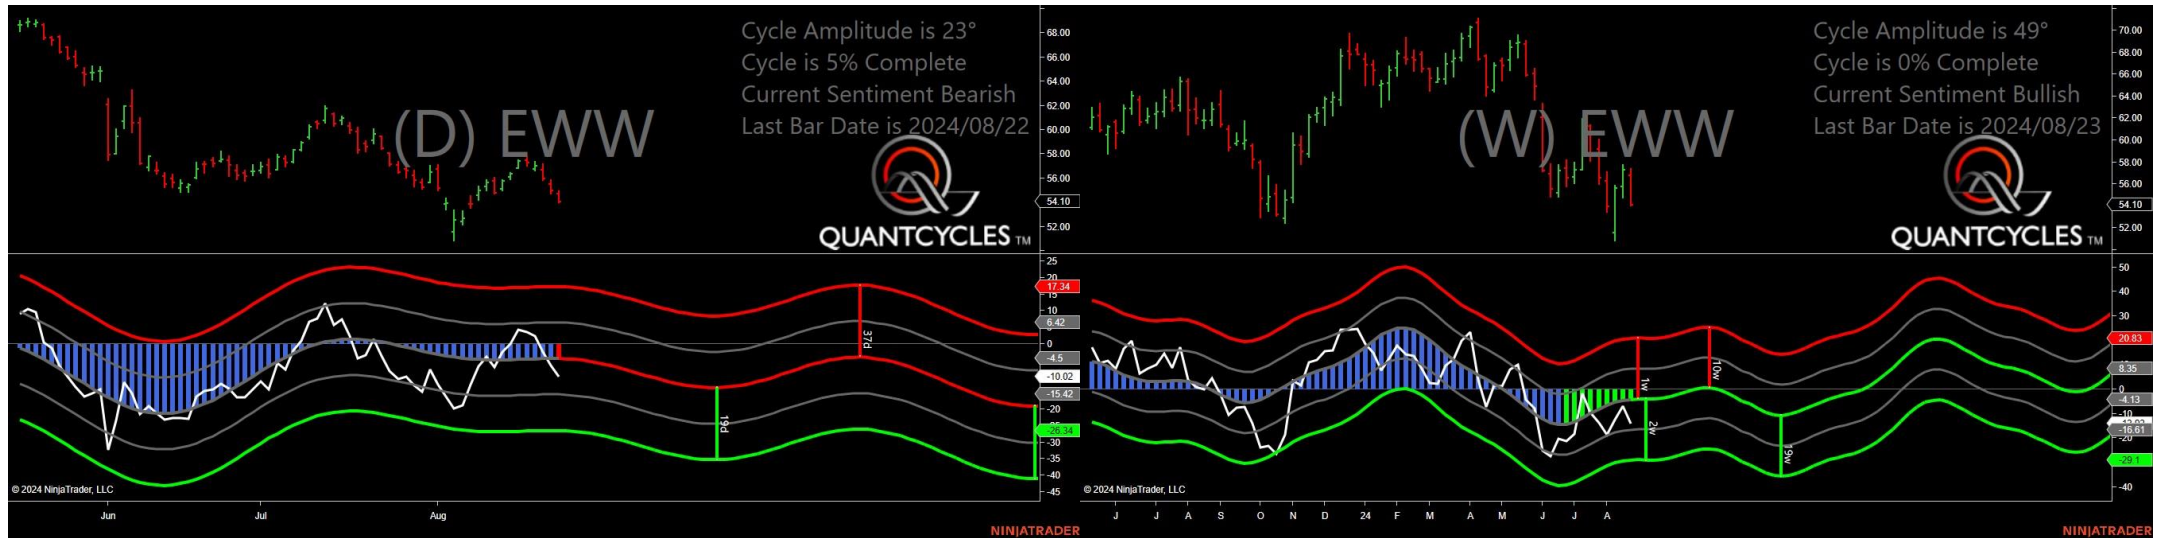 Cycle Amplitude is 23°
Cycle is 5% Complete
Current Sentiment Bearish
Last Bar Date is 2024/08/22
(D) EWW
QUANTCYCLES TM
68.00
66.00
64.00
62.00
60.00
58.00
56.00
54.10
52.00
25
20
17.34
15
10
6.42
0
-4.5
-10.02
-15.42
-20
-26.34
-30
-35
-40
-45
37d
19d
© 2024 NinjaTrader, LLC
Jun Jul Aug
NINJATRADER
Cycle Amplitude is 49°
Cycle is 0% Complete
Current Sentiment Bullish
Last Bar Date is 2024/08/23
(W) EWW
QUANTCYCLES TM
70.00
68.00
66.00
64.00
62.00
60.00
58.00
56.00
54.10
52.00
50
40
30
20.83
8.35
0
-4.13
-10
-16.61
-20
-29.1
-40
1w
10w
2w
19w
© 2024 NinjaTrader, LLC
J J A S O N D 24 F M A M J J A
NINJATRADER